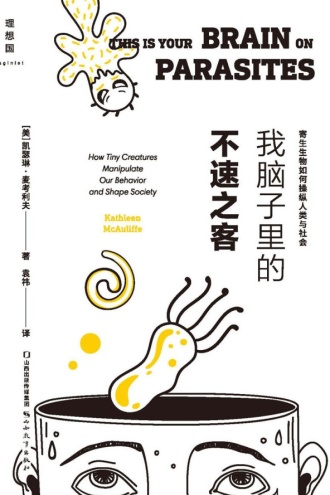 理想国
imaginist
THIS IS YOUR BRAIN ON
PARASITES
How Tiny Creatures
Manipulate
Our Behavior
and Shape Society
Kathleen
McAuliffe
寄生生物如何操纵人类与社会
我脑子里的
不速之客
[美]凯瑟琳·麦考利夫 著 袁祎 译
山西出版传媒集团